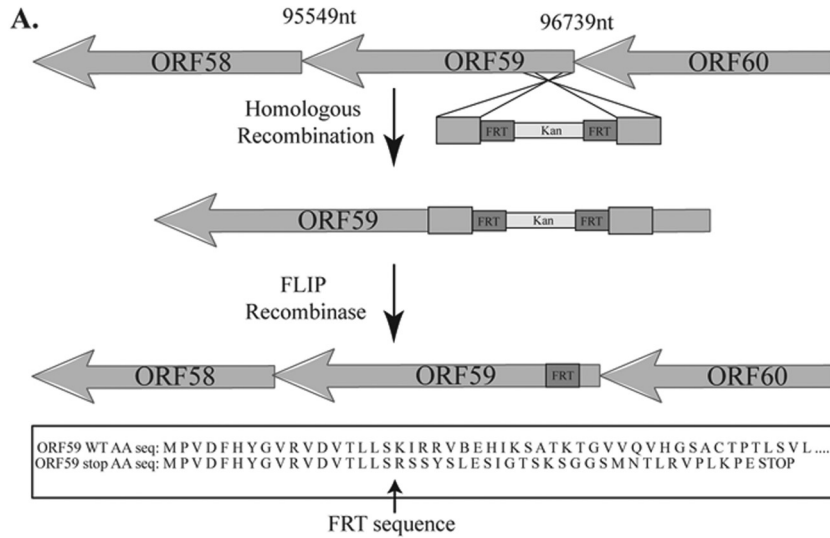 A.
95549nt 96739nt
ORF58 ORF59 ORF60
Homologous
Recombination
FRT Kan FRT
ORF59 FRT Kan FRT
FLIP
Recombinase
ORF58 ORF59 FRT ORF60
ORF59 WT AA seq: M P V D F H Y G V R V D V T L L S K I R R V B E H I K S A T K T G V V Q V H G S A C T P T L S V L ....
ORF59 stop AA seq: M P V D F H Y G V R V D V T L L S R S S Y S L E S I G T S K S G G S M N T L R V P L K P E STOP
FRT sequence